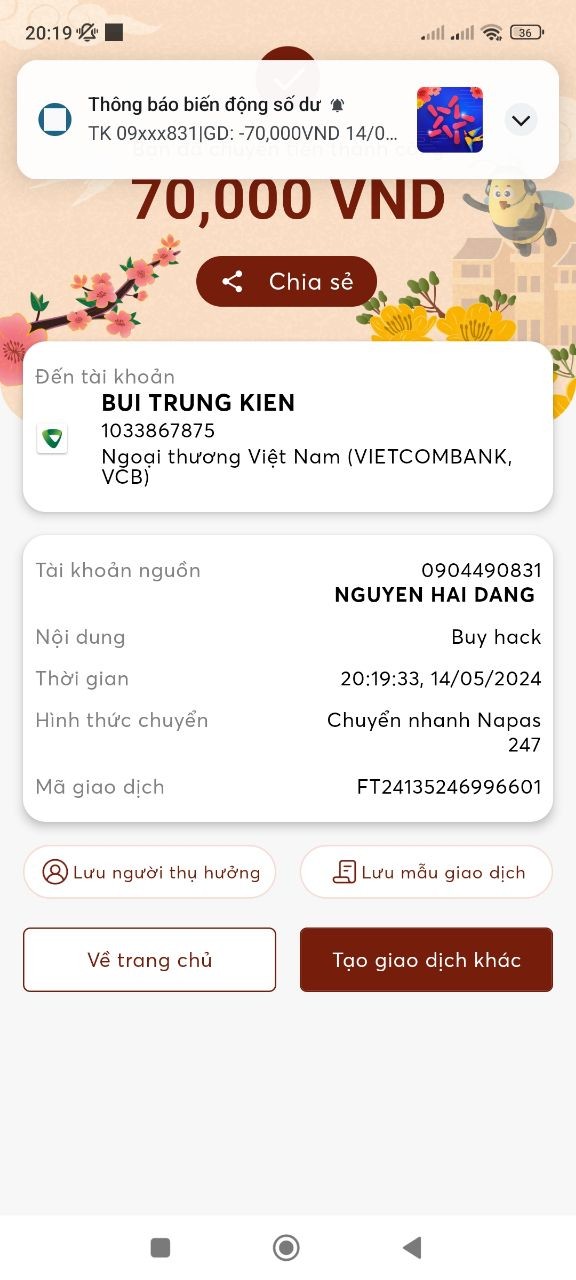 20:19
36
Thông báo biến động số dư
TK 09xxx831|GD: -70,000VND 14/0...
Bạn đã chuyển tiền thành công
70,000 VND
Chia sẻ
Đến tài khoản
BUI TRUNG KIEN
1033867875
Ngoại thương Việt Nam (VIETCOMBANK,
VCB)
Tài khoản nguồn
0904490831
NGUYEN HAI DANG
Nội dung
Buy hack
Thời gian
20:19:33, 14/05/2024
Hình thức chuyển
Chuyển nhanh Napas
247
Mã giao dịch
FT24135246996601
Lưu người thụ hưởng
Lưu mẫu giao dịch
Về trang chủ
Tạo giao dịch khác